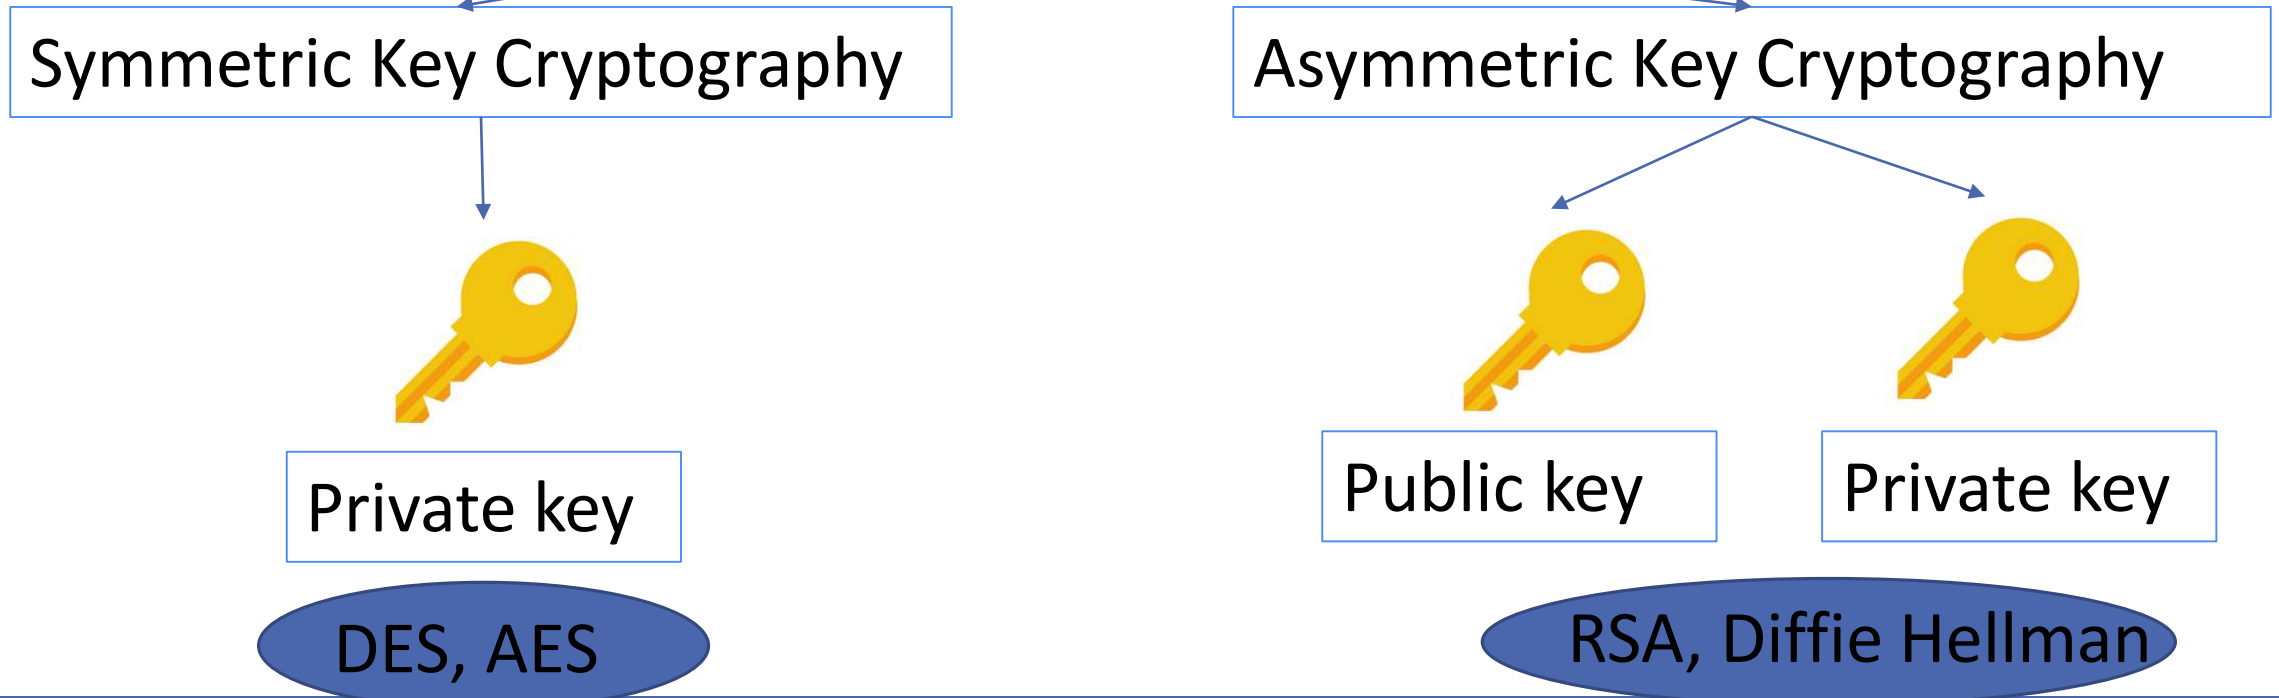 Symmetric Key Cryptography
Asymmetric Key Cryptography
Private key
Public key
Private key
DES, AES
RSA, Diffie Hellman